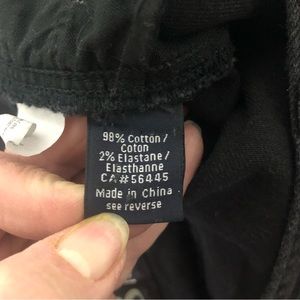 98% Cotton/
Coton
2% Elastane/
Elasthanne
CA#56445
Made in China
see reverse